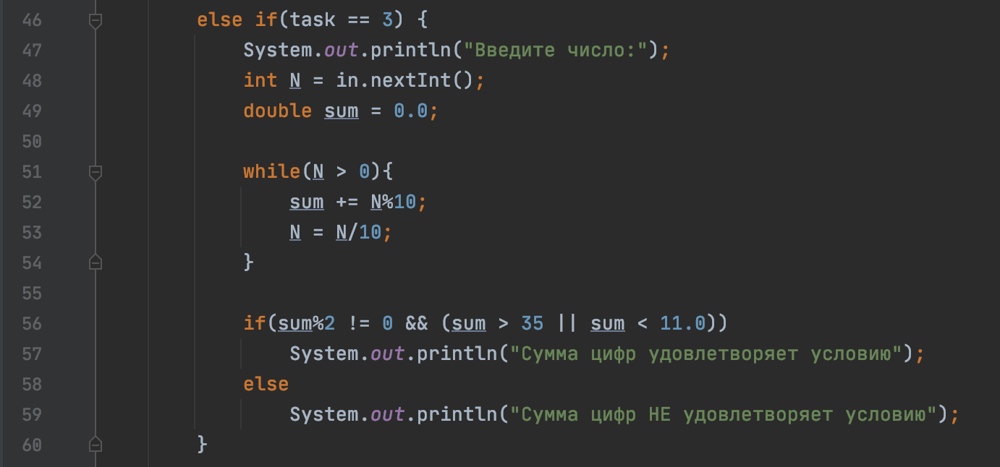 46 else if(task == 3) {
47 System.out.println("Введите число:");
48 int N = in.nextInt();
49 double sum = 0.0;
50
51 while(N > 0){
52 sum += N%10;
53 N = N/10;
54 }
55
56 if(sum%2 != 0 && (sum > 35 || sum < 11.0))
57 System.out.println("Сумма цифр удовлетворяет условию");
58 else
59 System.out.println("Сумма цифр НЕ удовлетворяет условию");
60 }